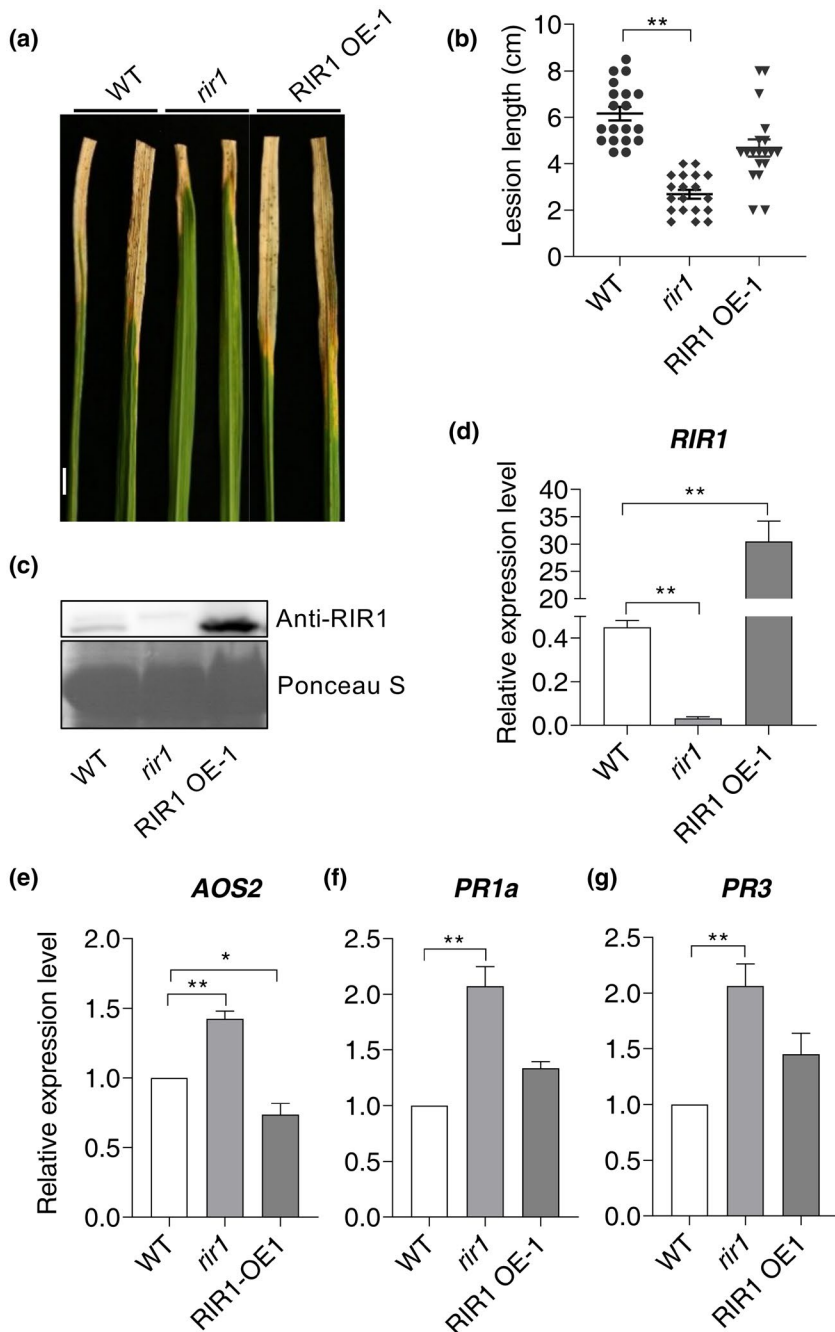 (a)
WT
rir1
RIR1 OE-1
(b)
Lession length (cm)
10
8
6
4
2
0
**
WT
rir1
RIR1 OE-1
(c)
Anti-RIR1
Ponceau S
WT
rir1
RIR1 OE-1
(d)
RIR1
Relative expression level
40
35
30
25
20
0.4
0.2
0.0
**
**
WT
rir1
RIR1 OE-1
(e)
AOS2
Relative expression level
2.0
1.5
1.0
0.5
0.0
*
**
WT
rir1
RIR1-OE1
(f)
PR1a
2.5
2.0
1.5
1.0
0.5
0.0
**
WT
rir1
RIR1 OE-1
(g)
PR3
2.5
2.0
1.5
1.0
0.5
0.0
**
WT
rir1
RIR1 OE-1